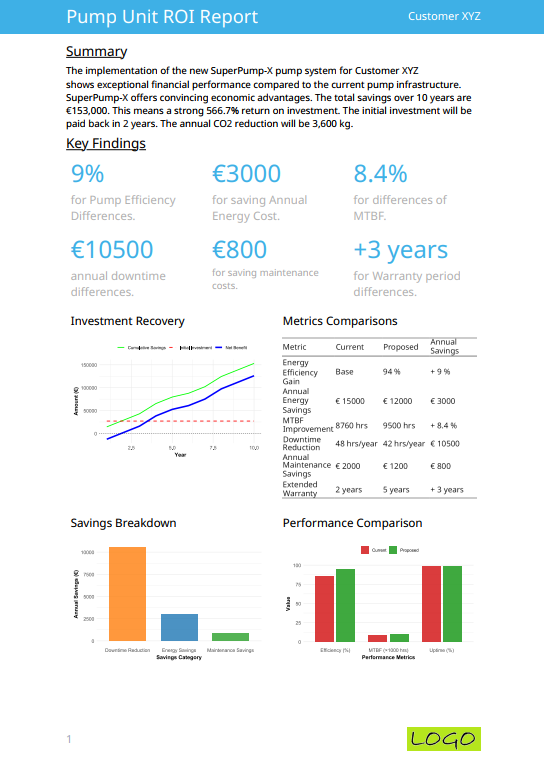 Pump Unit ROI Report
Customer XYZ
Summary
The implementation of the new SuperPump-X pump system for Customer XYZ
shows exceptional financial performance compared to the current pump infrastructure.
SuperPump-X offers convincing economic advantages. The total savings over 10 years are
€153,000. This means a strong 566.7% return on investment. The initial investment will be
paid back in 2 years. The annual CO2 reduction will be 3,600 kg.
Key Findings
9%
for Pump Efficiency
Differences.
€3000
for saving Annual
Energy Cost.
8.4%
for differences of
MTBF.
€10500
annual downtime
differences.
€800
for saving maintenance
costs.
+3 years
for Warranty period
differences.
Investment Recovery
Cumulative Savings Initial Investment Net Benefit
Amount (€)
150000
100000
50000
0
2,5 5,0 7,5 10,0
Year
Metrics Comparisons
Metric Current Proposed Annual Savings
Energy Efficiency Gain Base 94 % + 9 %
Annual Energy Savings € 15000 € 12000 € 3000
MTBF Improvement 8760 hrs 9500 hrs + 8.4 %
Downtime Reduction 48 hrs/year 42 hrs/year € 10500
Annual Maintenance Savings € 2000 € 1200 € 800
Extended Warranty 2 years 5 years + 3 years
Savings Breakdown
Annual Savings (€)
10000
7500
5000
2500
0
Downtime Reduction Energy Savings Maintenance Savings
Savings Category
Performance Comparison
Current Proposed
Value
100
75
50
25
0
Efficiency (%) MTBF (×1000 hrs) Uptime (%)
Performance Metrics
1
LOGO